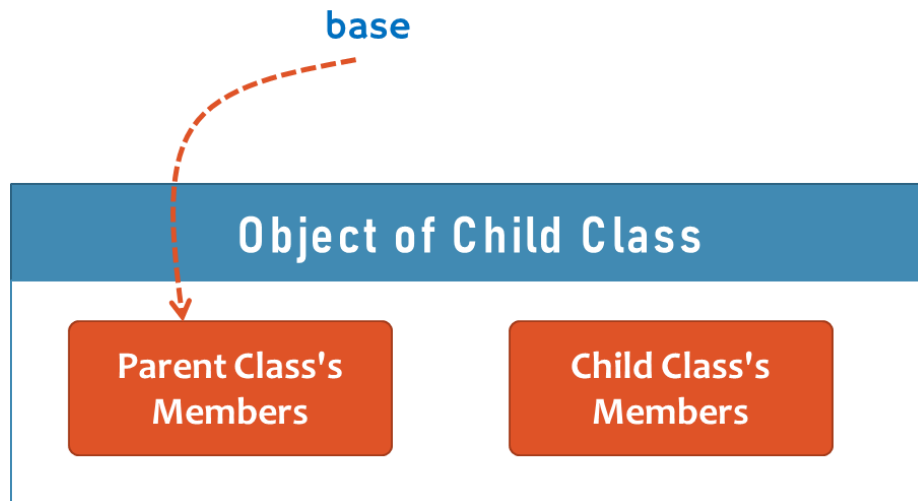 base
Object of Child Class
Parent Class's
Members
Child Class's
Members